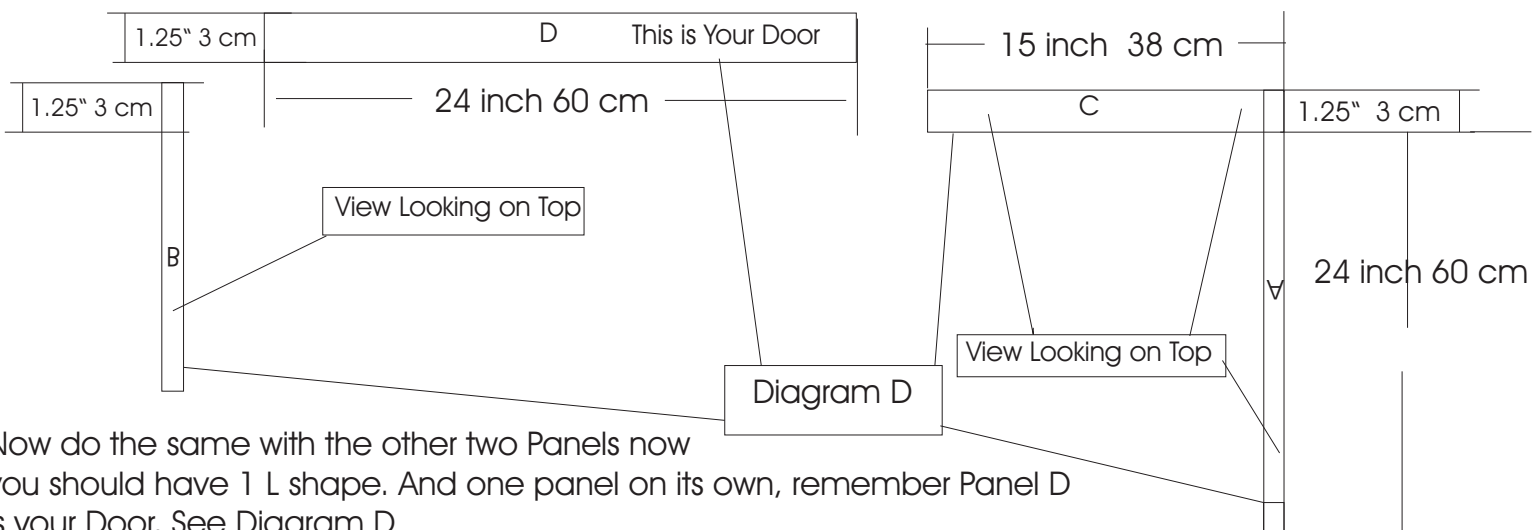 1.25“ 3 cm
D
This is Your Door
15 inch 38 cm
1.25“ 3 cm
24 inch 60 cm
C
1.25“ 3 cm
View Looking on Top
B
A
24 inch 60 cm
View Looking on Top
Diagram D
Now do the same with the other two Panels now
you should have 1 L shape. And one panel on its own, remember Panel D
is your Door. See Diagram D